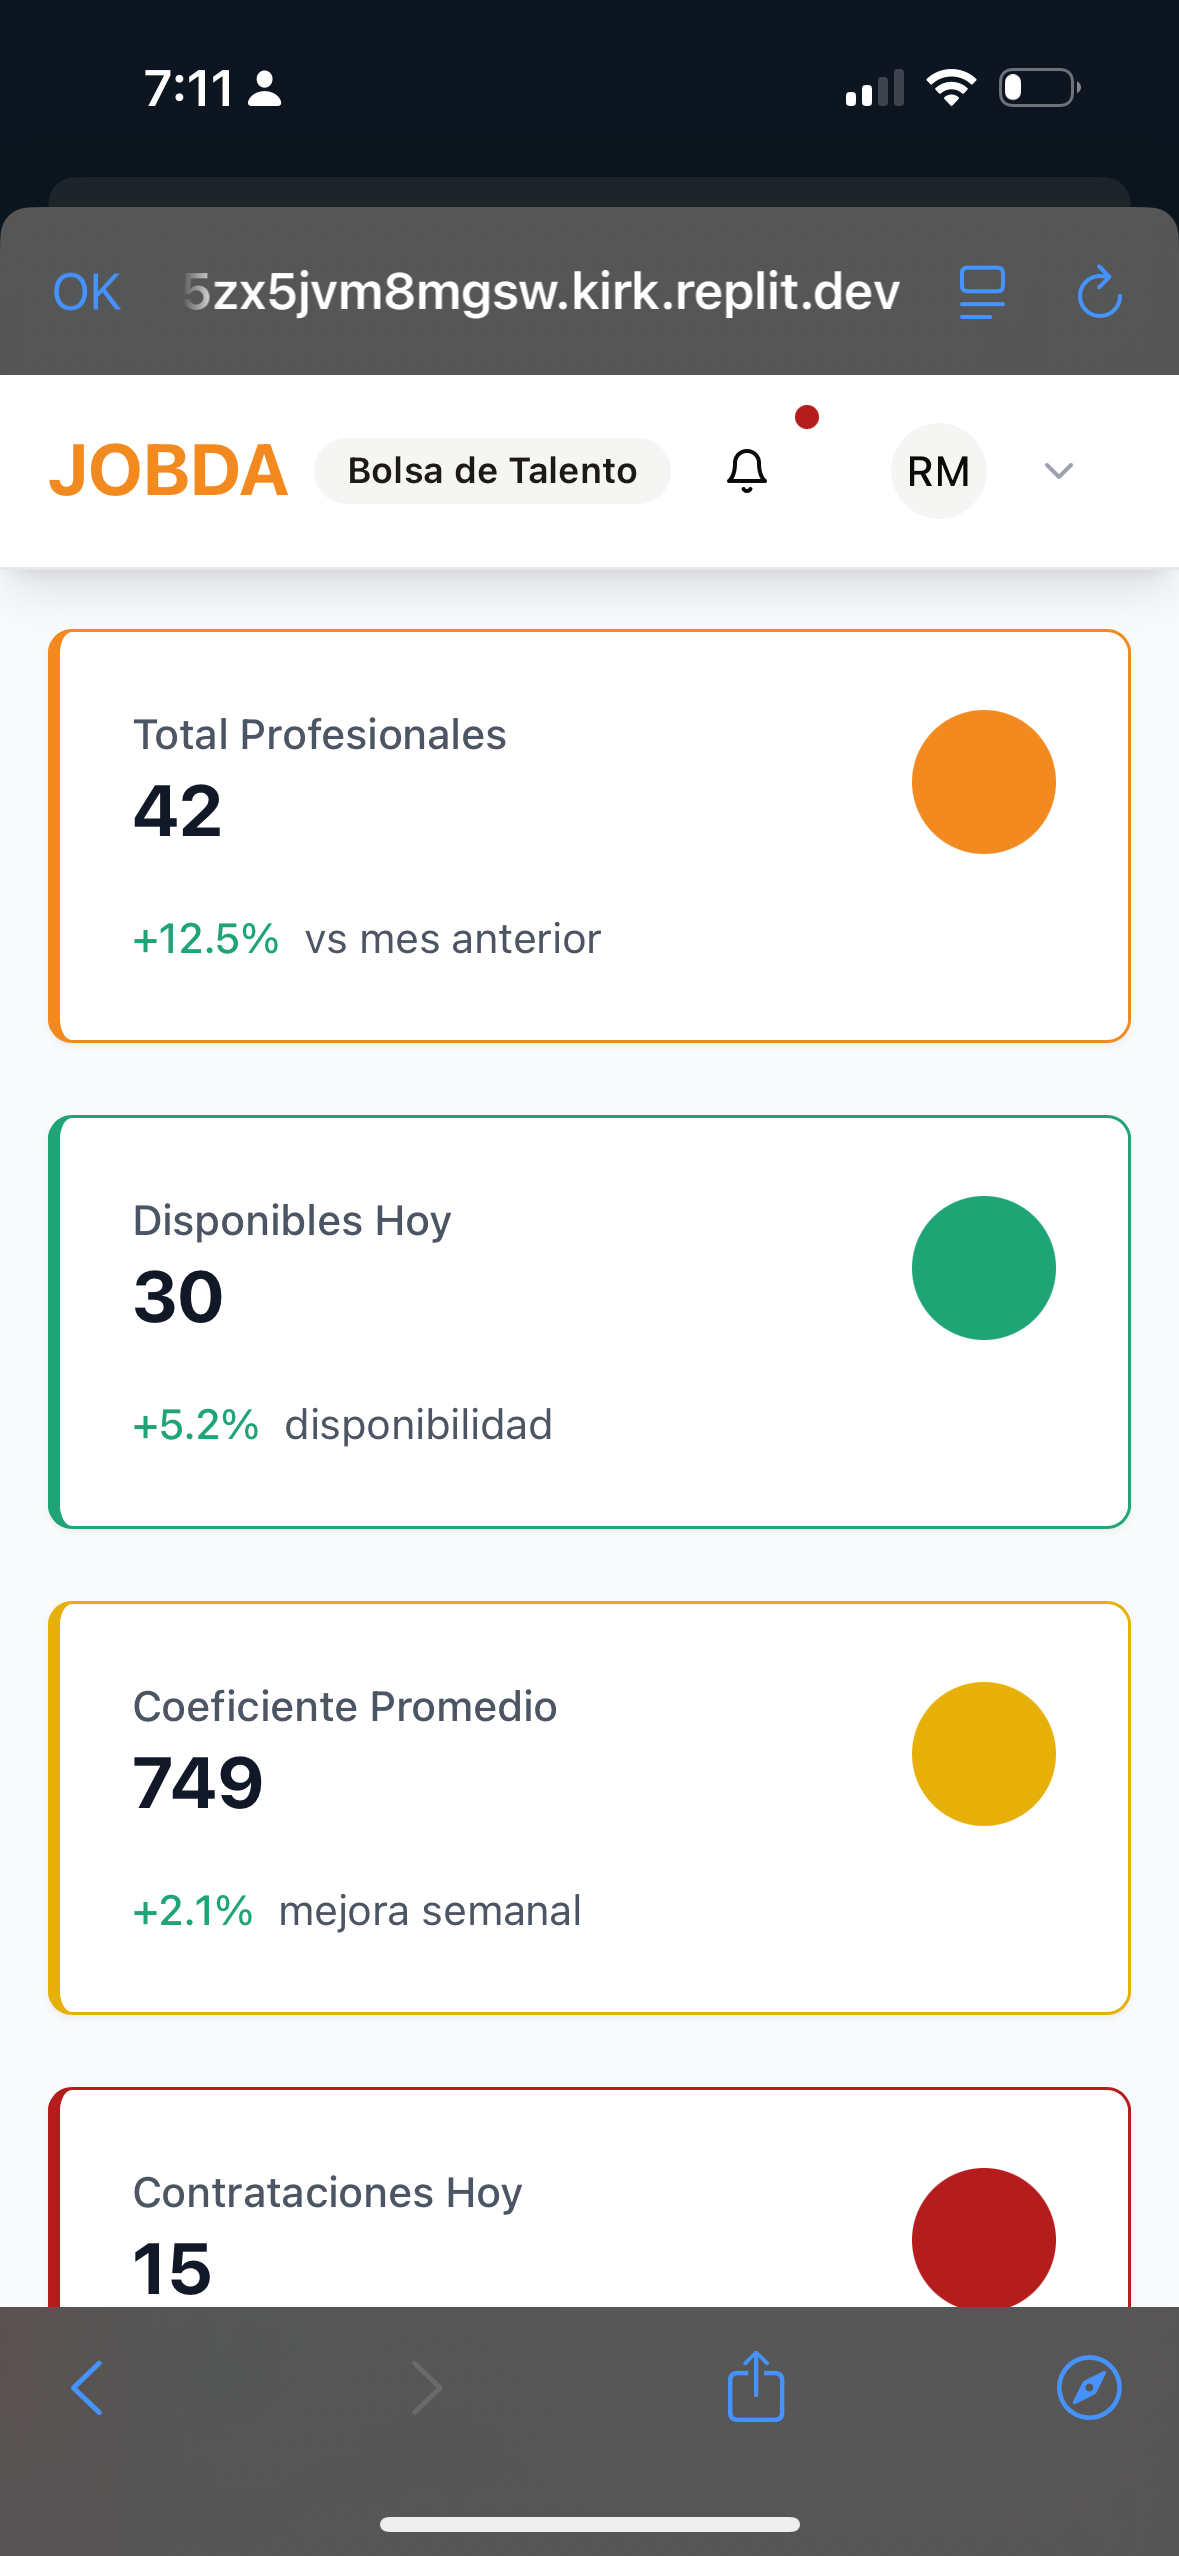 7:11
OK 5zx5jvm8mgsw.kirk.replit.dev
JOBDA Bolsa de Talento RM
Total Profesionales
42
+12.5% vs mes anterior
Disponibles Hoy
30
+5.2% disponibilidad
Coeficiente Promedio
749
+2.1% mejora semanal
Contrataciones Hoy
15